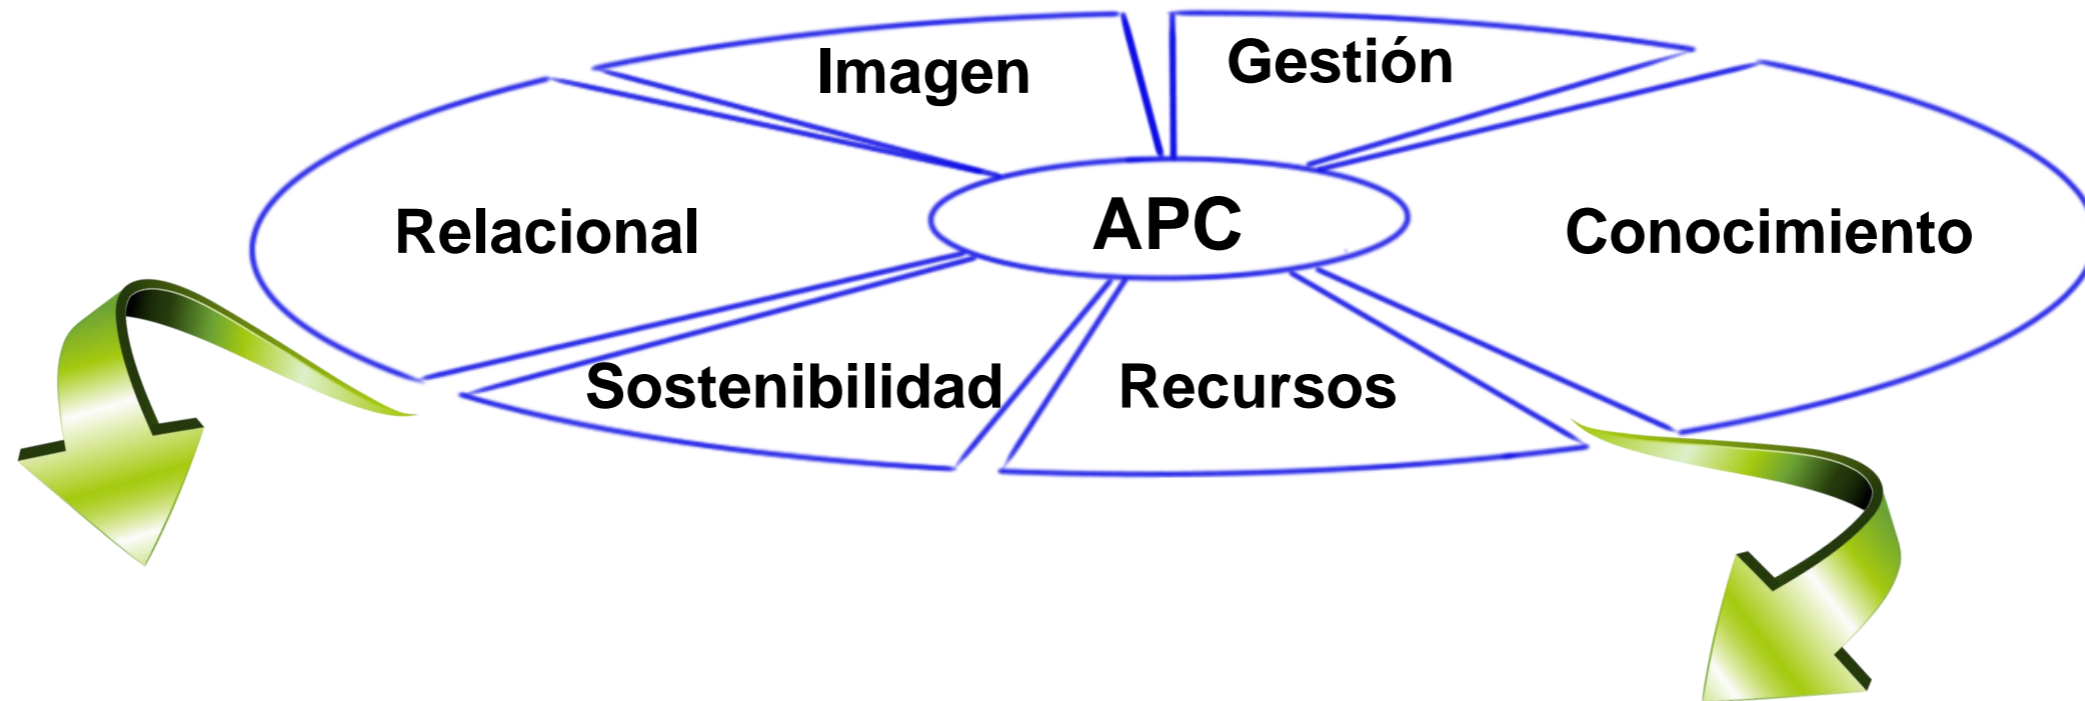 Imagen
Gestión
Relacional
APC
Conocimiento
Sostenibilidad
Recursos